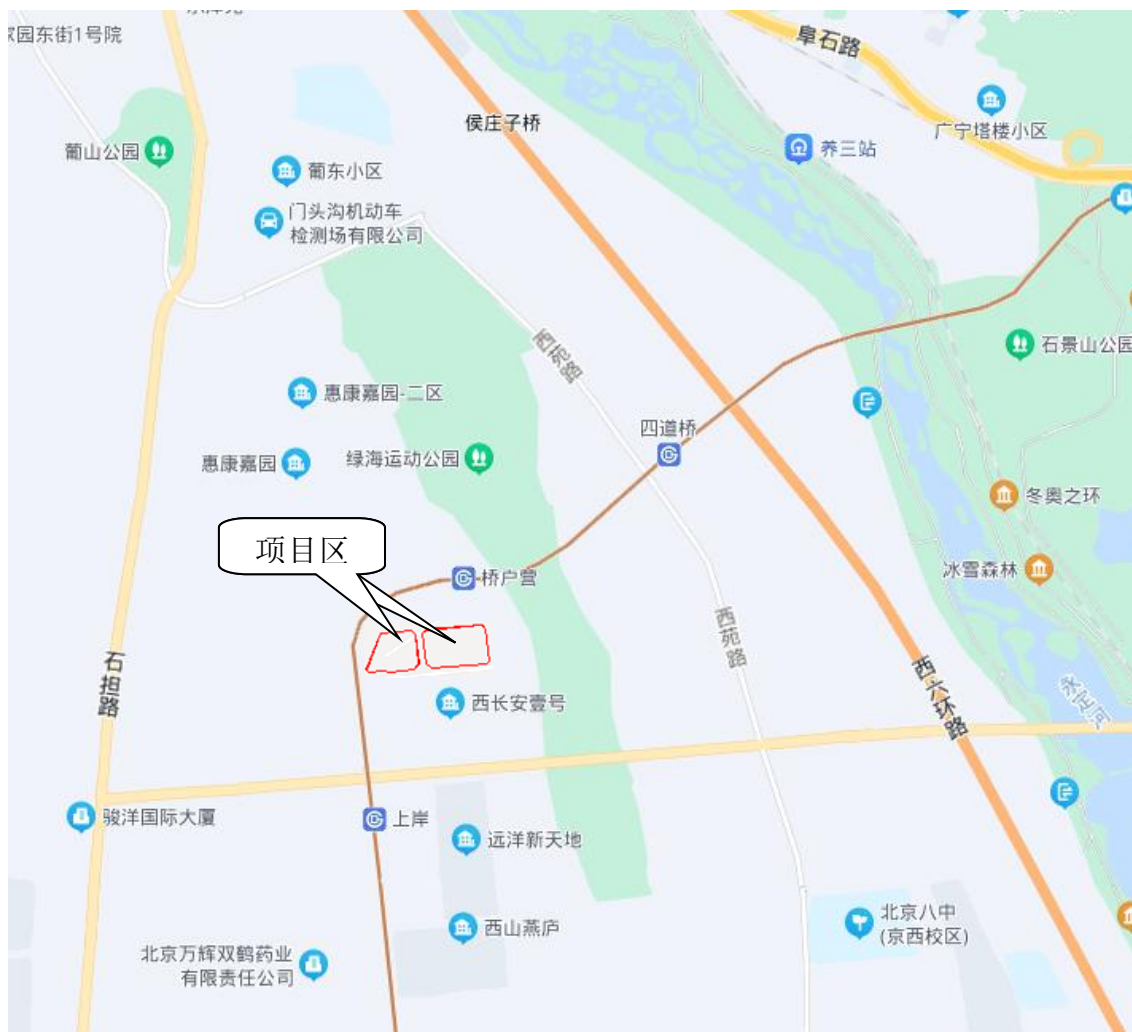 家园东街1号院
阜石路
侯庄子桥
广宁塔楼小区
养三站
葡山公园
葡东小区
门头沟机动车
检测场有限公司
西苑路
石景山公园
惠康嘉园-二区
四道桥
惠康嘉园
绿海运动公园
冬奥之环
项目区
冰雪森林
桥户营
西苑路
石担路
西六环路
永定河
西长安壹号
骏洋国际大厦
上岸
远洋新天地
北京八中
(京西校区)
西山燕庐
北京万辉双鹤药业
有限责任公司